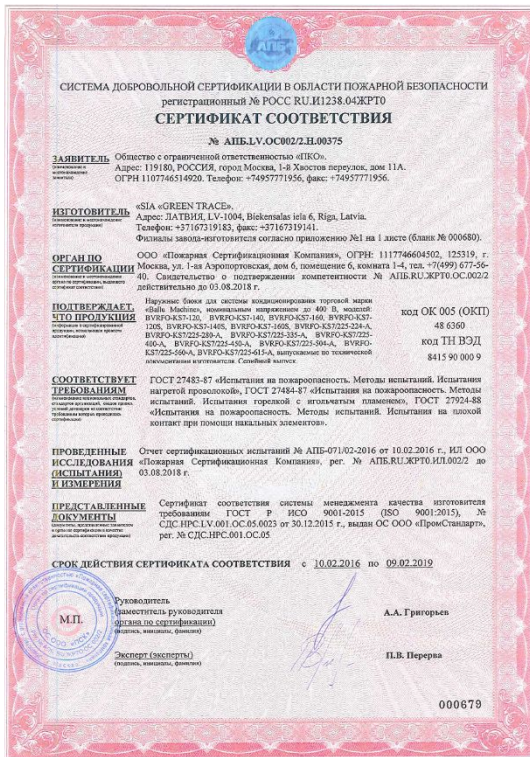 АПБ
СИСТЕМА ДОБРОВОЛЬНОЙ СЕРТИФИКАЦИИ В ОБЛАСТИ ПОЖАРНОЙ БЕЗОПАСНОСТИ
регистрационный № РОСС RU.И1238.04ЖРТ0
СЕРТИФИКАТ СООТВЕТСТВИЯ
№ АПБ.LV.ОС002/2.Н.00375
ЗАЯВИТЕЛЬ Общество с ограниченной ответственностью «ПКО».
Адрес: 119180, РОССИЯ, город Москва, 1-й Хвостов переулок, дом 11А.
ОГРН 1107746514920. Телефон: +74957771956, факс: +74957771956.
ИЗГОТОВИТЕЛЬ «SIA «GREEN TRACE».
Адрес: ЛАТВИЯ, LV-1004, Biekensalas iela 6, Riga, Latvia.
Телефон: +37167319183, факс: +37167319141.
Филиалы завода-изготовителя согласно приложению №1 на 1 листе (бланк № 000680).
ОРГАН ПО СЕРТИФИКАЦИИ ООО «Пожарная Сертификационная Компания», ОГРН: 1117746604502, 125319, г.
Москва, ул. 1-ая Аэропортовская, дом 6, помещение 6, комната 1-4, тел. +7(499) 677-56-
40. Свидетельство о подтверждении компетентности № АПБ.RU.ЖРТ0.ОС.002/2
действительно до 03.08.2018 г.
ПОДТВЕРЖДАЕТ, ЧТО ПРОДУКЦИЯ
Наружные блоки для системы кондиционирования торговой марки
«Ballu Machine», номинальным напряжением до 400 В, моделей:
BVRFO-KS7-120, BVRFO-KS7-140, BVRFO-KS7-160, BVRFO-KS7-
120S, BVRFO-KS7-140S, BVRFO-KS7-160S, BVRFO-KS7/225-224-A,
BVRFO-KS7/225-280-A, BVRFO-KS7/225-335-A, BVRFO-KS7/225-
400-A, BVRFO-KS7/225-450-A, BVRFO-KS7/225-504-A, BVRFO-
KS7/225-560-A, BVRFO-KS7/225-615-A, выпускаемые по технической
документации изготовителя. Серийный выпуск.
код ОК 005 (ОКП)
48 6360
код ТН ВЭД
8415 90 000 9
СООТВЕТСТВУЕТ ТРЕБОВАНИЯМ
ГОСТ 27483-87 «Испытания на пожароопасность. Методы испытаний. Испытания
нагретой проволокой», ГОСТ 27484-87 «Испытания на пожароопасность. Методы
испытаний. Испытания горелкой с игольчатым пламенем», ГОСТ 27924-88
«Испытания на пожароопасность. Методы испытаний. Испытания на плохой
контакт при помощи накальных элементов».
ПРОВЕДЕННЫЕ ИССЛЕДОВАНИЯ (ИСПЫТАНИЯ) И ИЗМЕРЕНИЯ
Отчет сертификационных испытаний № АПБ-071/02-2016 от 10.02.2016 г., ИЛ ООО
«Пожарная Сертификационная Компания», рег. № АПБ.RU.ЖРТ0.ИЛ.002/2 до
03.08.2018 г.
ПРЕДСТАВЛЕННЫЕ ДОКУМЕНТЫ
Сертификат соответствия системы менеджмента качества изготовителя
требованиям ГОСТ Р ИСО 9001-2015 (ISO 9001:2015), №
СДС.НРС.LV.001.ОС.05.0023 от 30.12.2015 г., выдан ОС ООО «ПромСтандарт»,
рег. № СДС.НРС.001.ОС.05
СРОК ДЕЙСТВИЯ СЕРТИФИКАТА СООТВЕТСТВИЯ с 10.02.2016 по 09.02.2019
М.П.
Руководитель
(заместитель руководителя
органа по сертификации)
(подпись, инициалы, фамилия)
А.А. Григорьев
Эксперт (эксперты)
(подпись, инициалы, фамилия)
П.В. Перерва
000679